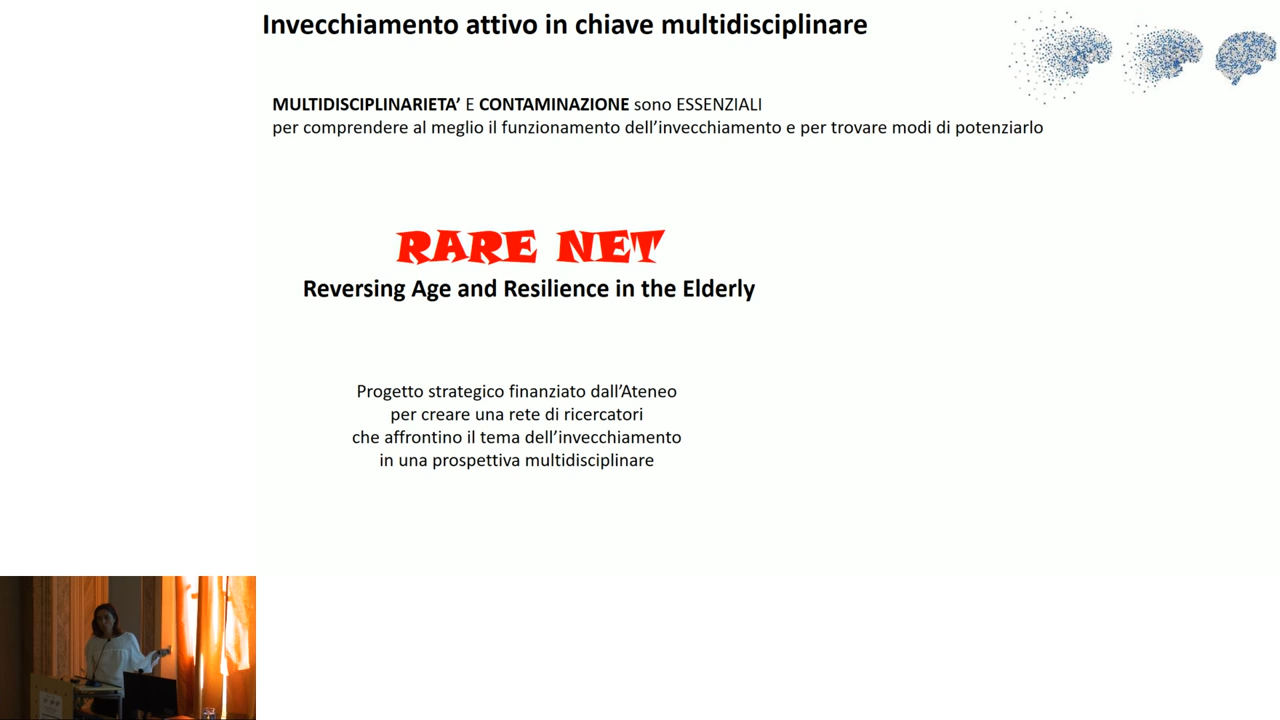 Invecchiamento attivo in chiave multidisciplinare
MULTIDISCIPLINARIETA’ E CONTAMINAZIONE sono ESSENZIALI
per comprendere al meglio il funzionamento dell’invecchiamento e per trovare modi di potenziarlo
RARE NET
Reversing Age and Resilience in the Elderly
Progetto strategico finanziato dall’Ateneo
per creare una rete di ricercatori
che affrontino il tema dell’invecchiamento
in una prospettiva multidisciplinare